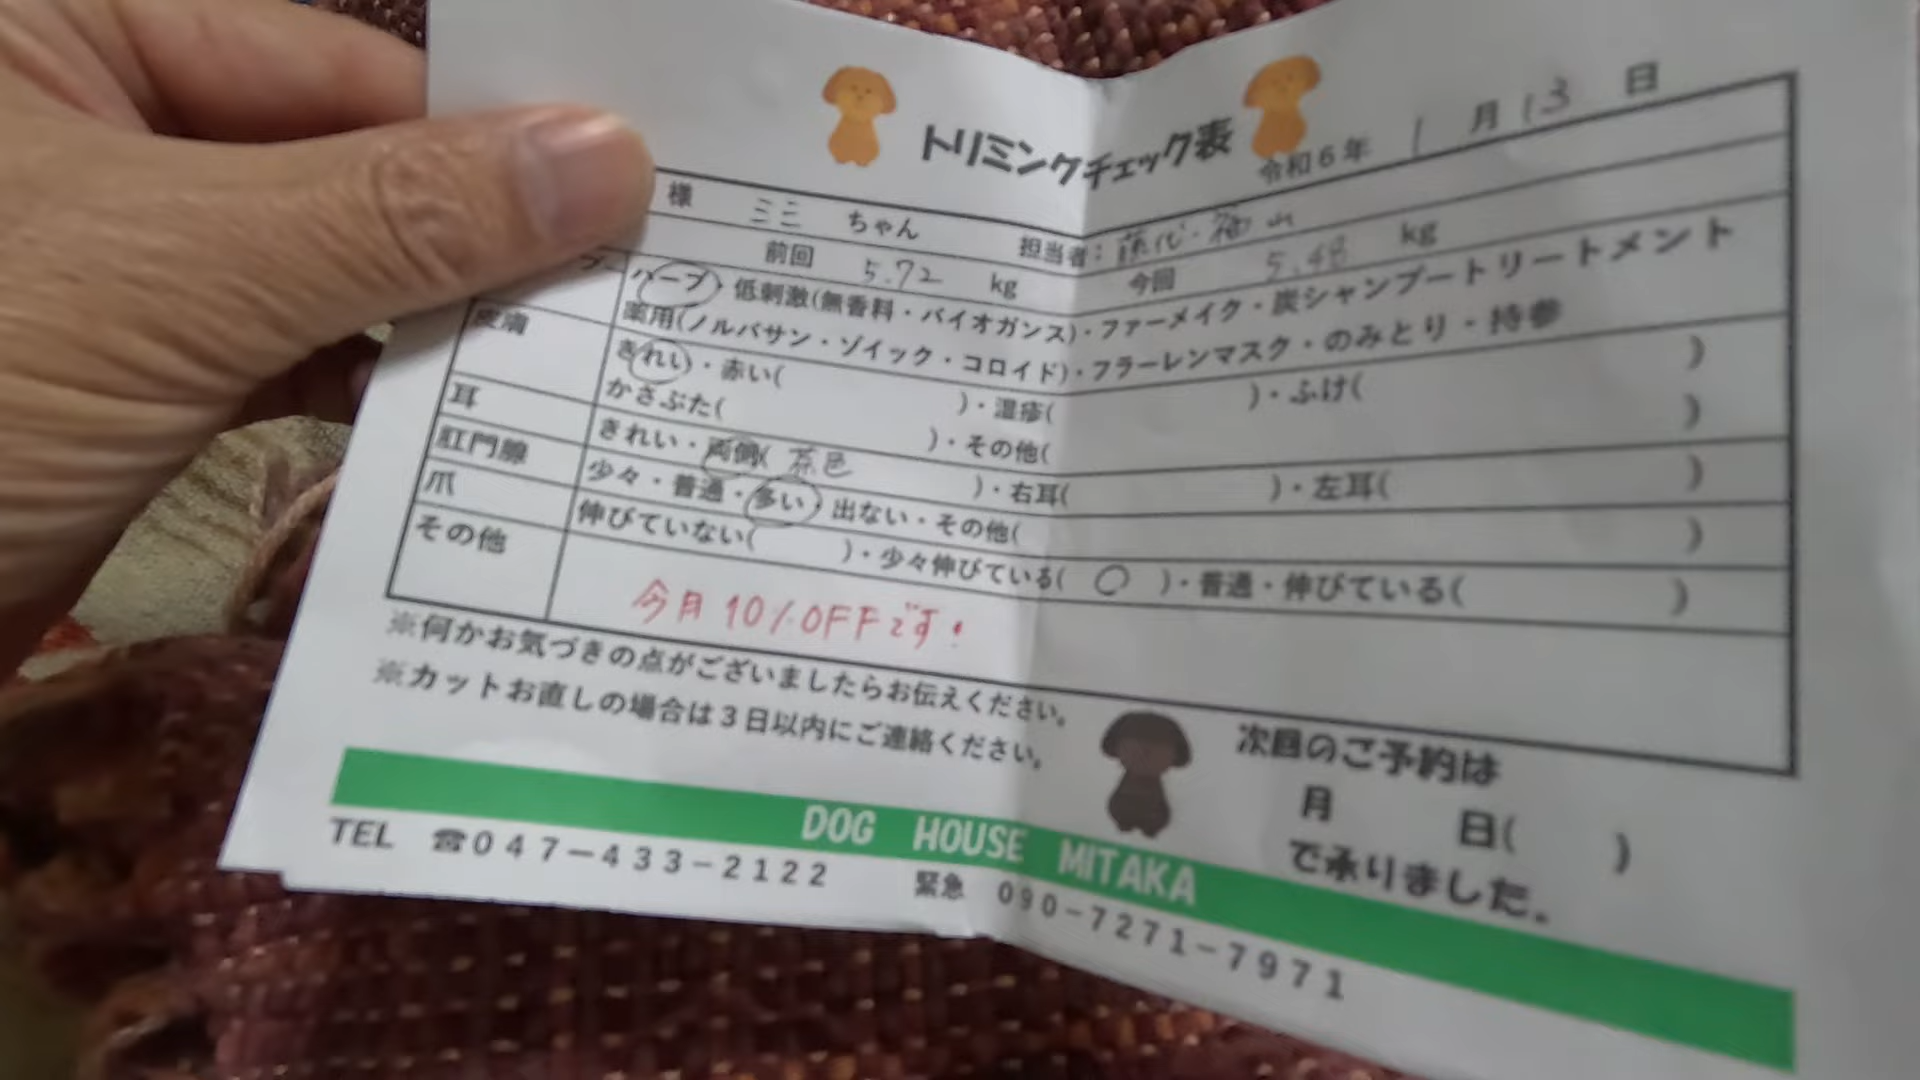 トリミングチェック表
令和6年 1月13日
様 ミミ ちゃん 担当者:
前回 5.72 kg 今回 5.48 kg
プ ハーブ・低刺激(無香料・バイオガンス)・ファーメイク・炭シャンプートリートメント
薬用(ノルバサン・ゾイック・コロイド)・フラーレンマスク・のみとり・持参
皮膚 きれい・赤い( )・湿疹( )・ふけ( )
かさぶた( )・その他( )
耳 きれい・両側( 茶色 )・右耳( )・左耳( )
肛門腺 少々・普通・多い・出ない・その他( )
爪 伸びていない( )・少々伸びている( ○ )・普通・伸びている( )
その他 今月10%OFFです!
※何かお気づきの点がございましたらお伝えください。
※カットお直しの場合は3日以内にご連絡ください。
次回のご予約は
月 日( )
で承りました。
DOG HOUSE MITAKA
TEL ☎047-433-2122 緊急 090-7271-7971